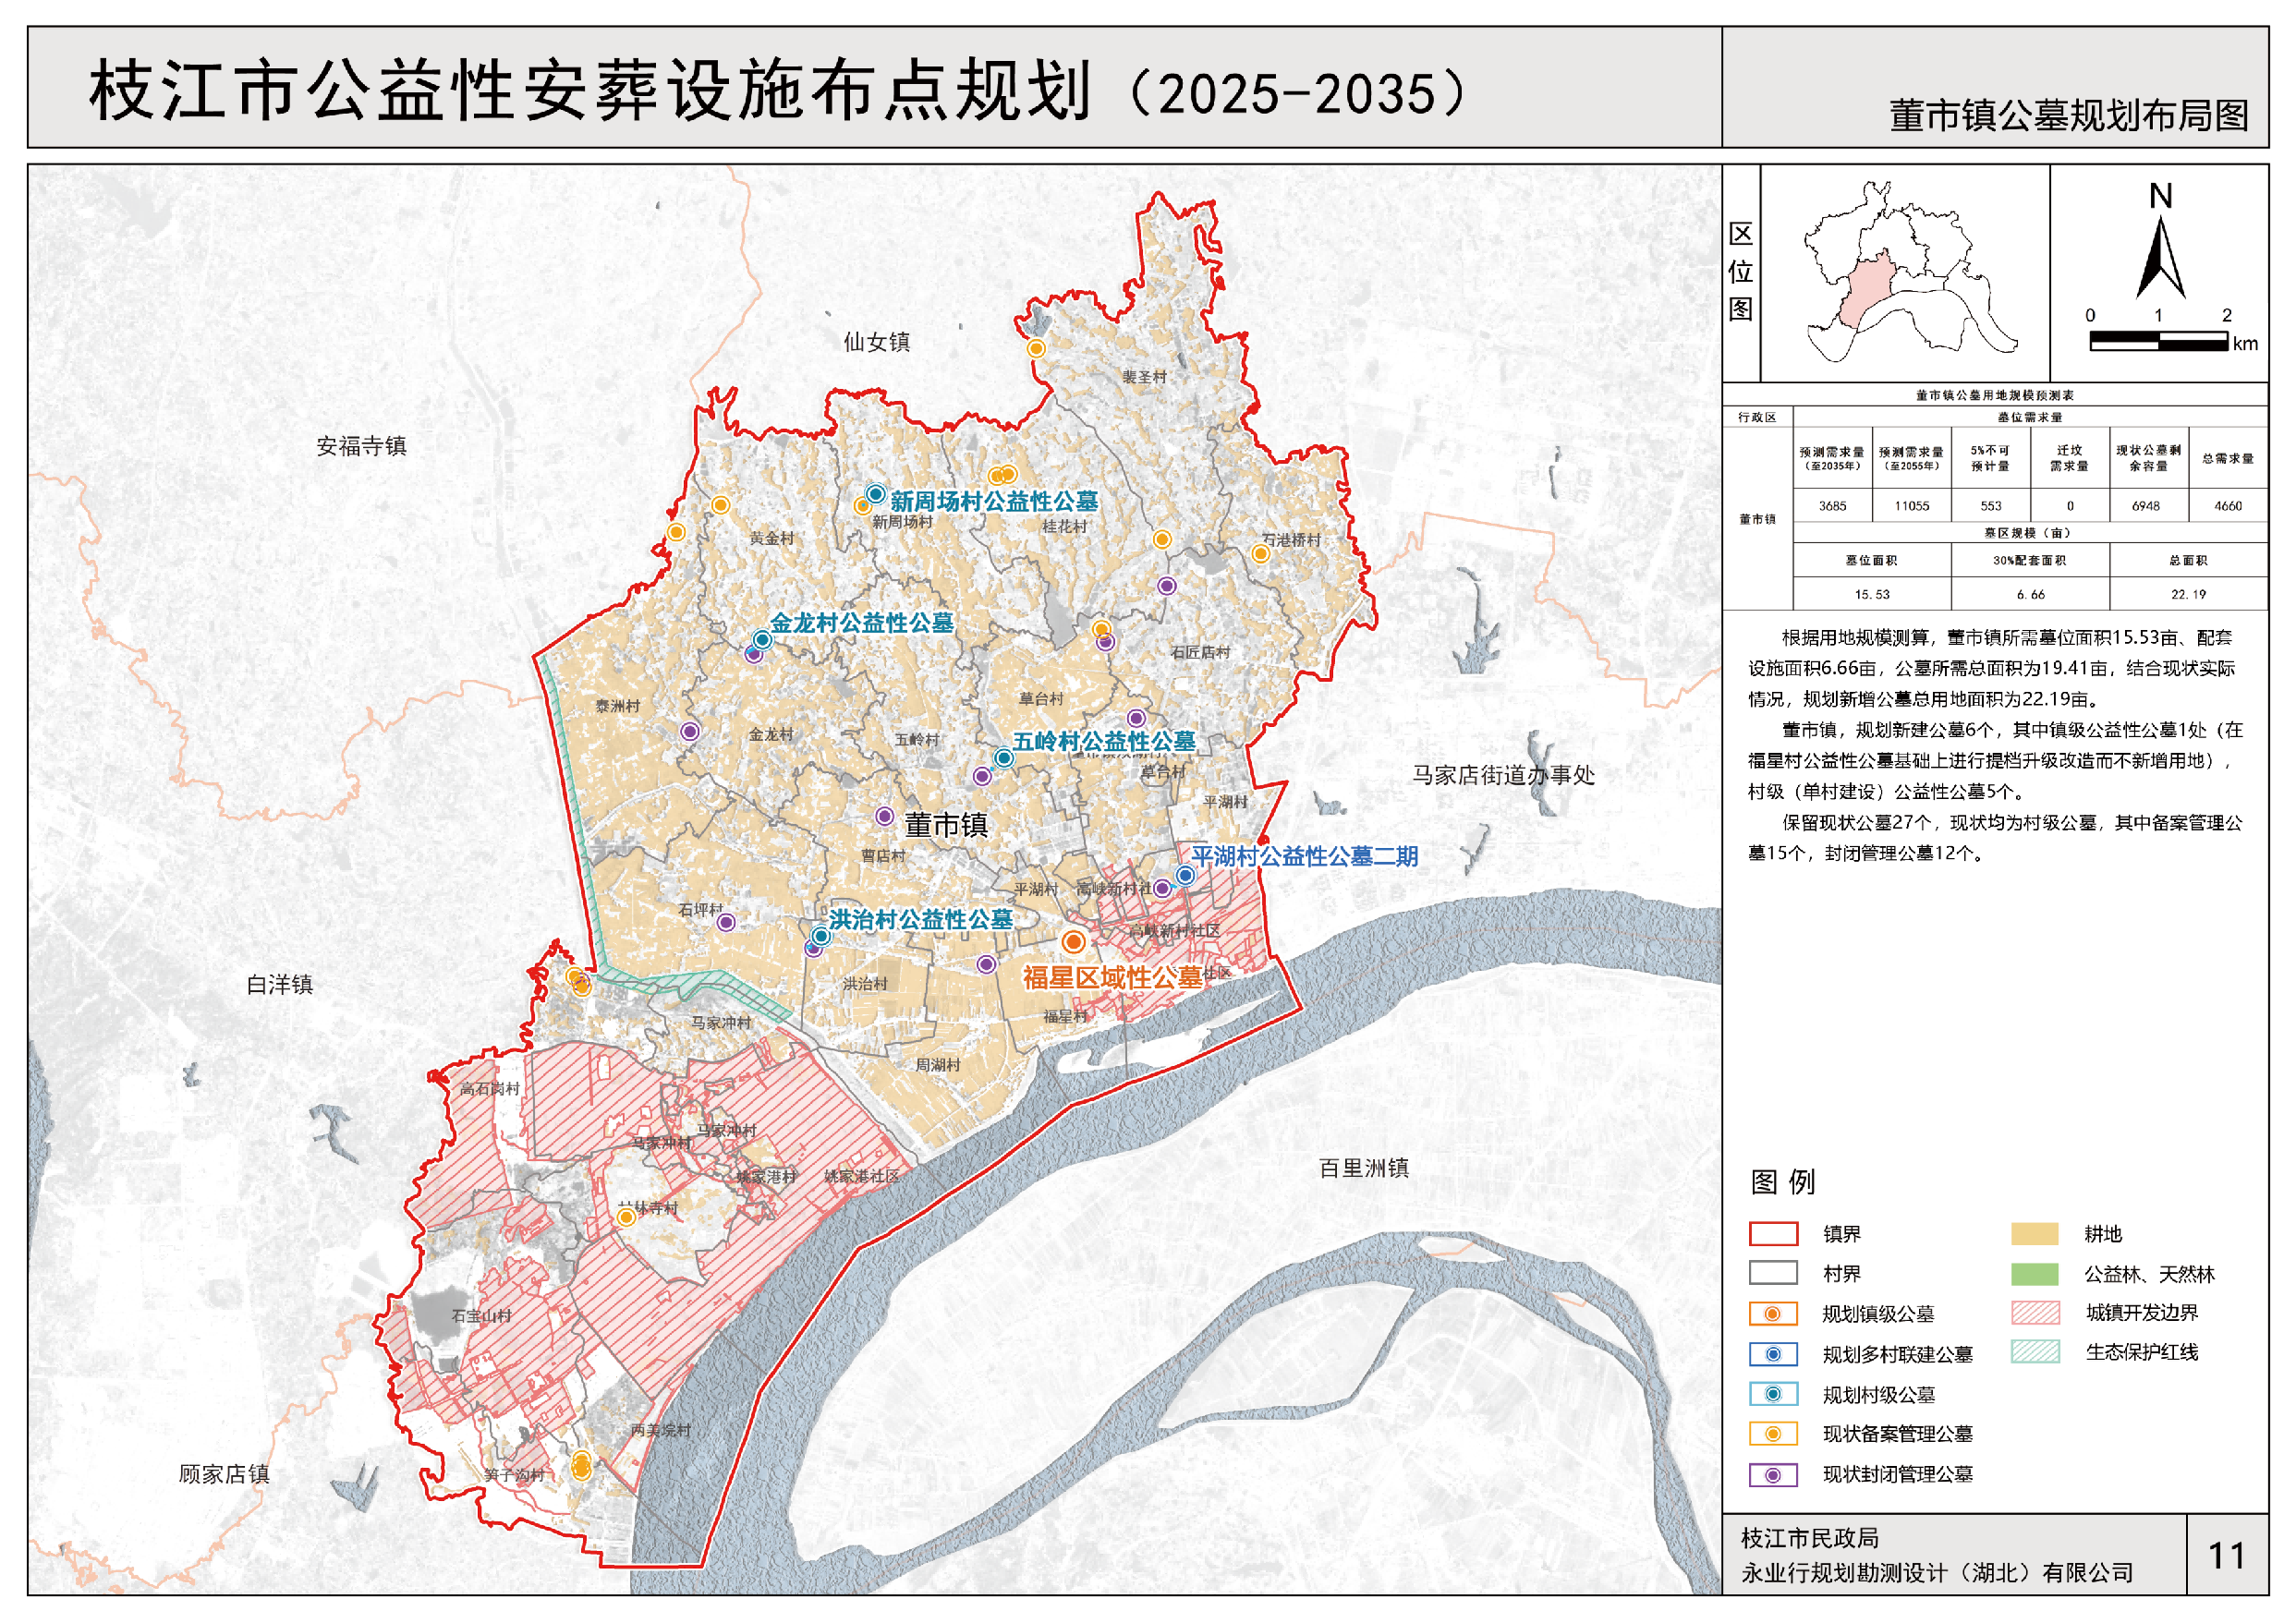 枝江市公益性安葬设施布点规划（2025-2035）
董市镇公墓规划布局图
区位图
N
0 1 2
km
董市镇公墓用地规模预测表
行政区 墓位需求量
预测需求量（至2035年） 预测需求量（至2055年） 5%不可预计量 迁坟需求量 现状公墓剩余容量 总需求量
董市镇
3685 11055 553 0 6948 4660
墓区规模（亩）
墓位面积 30%配套面积 总面积
15.53 6.66 22.19
根据用地规模测算，董市镇所需墓位面积15.53亩、配套
设施面积6.66亩，公墓所需总面积为19.41亩，结合现状实际
情况，规划新增公墓总用地面积为22.19亩。
董市镇，规划新建公墓6个，其中镇级公益性公墓1处（在
福星村公益性公墓基础上进行提档升级改造而不新增用地），
村级（单村建设）公益性公墓5个。
保留现状公墓27个，现状均为村级公墓，其中备案管理公
墓15个，封闭管理公墓12个。
图 例
镇界
村界
规划镇级公墓
规划多村联建公墓
规划村级公墓
现状备案管理公墓
现状封闭管理公墓
耕地
公益林、天然林
城镇开发边界
生态保护红线
枝江市民政局
永业行规划勘测设计（湖北）有限公司
11
仙女镇
裴圣村
安福寺镇
新周场村公益性公墓
新周场村
桂花村
黄金村
石港桥村
金龙村公益性公墓
石匠店村
泰洲村
草台村
金龙村
五岭村
五岭村公益性公墓
草台村
马家店街道办事处
平湖村
董市镇
曹店村
平湖村公益性公墓二期
平湖村
高峡新村社
石坪村
洪治村公益性公墓
高峡新村社区
福星区域性公墓
社区
白洋镇
洪治村
福星村
马家冲村
周湖村
高石岗村
马家冲村
马家冲村
姚家港村
姚家港社区
百里洲镇
林寺村
石宝山村
两美垸村
顾家店镇
笋子沟村